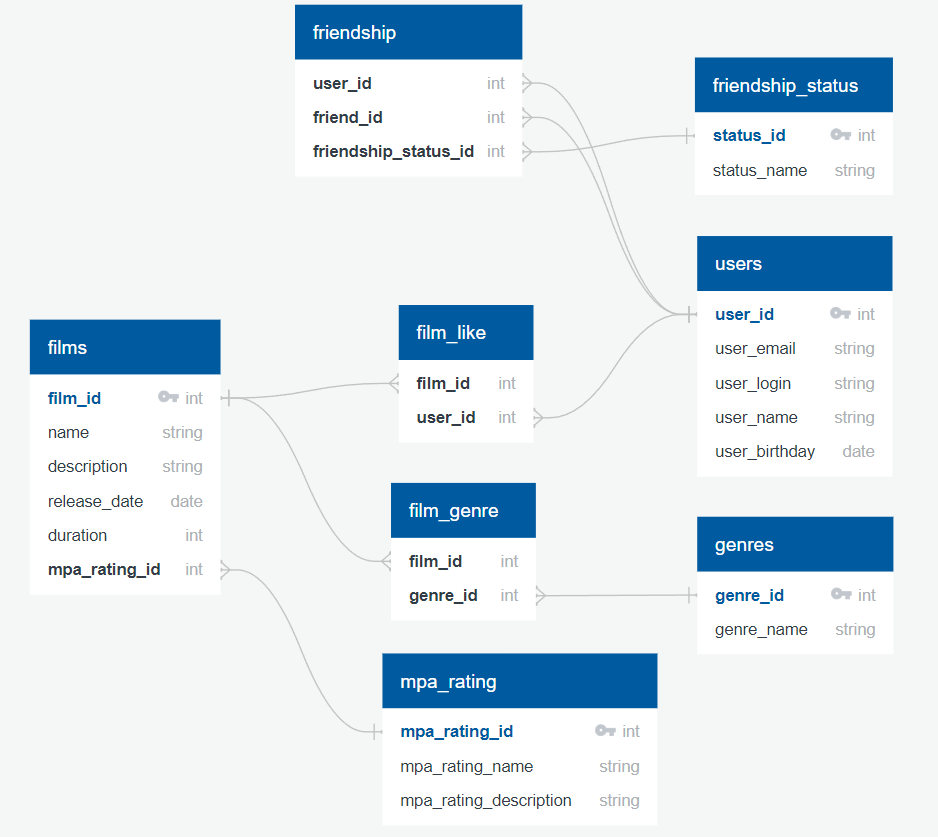 friendship
user_id int
friend_id int
friendship_status_id int
friendship_status
status_id int
status_name string
users
user_id int
user_email string
user_login string
user_name string
user_birthday date
films
film_id int
name string
description string
release_date date
duration int
mpa_rating_id int
film_like
film_id int
user_id int
film_genre
film_id int
genre_id int
genres
genre_id int
genre_name string
mpa_rating
mpa_rating_id int
mpa_rating_name string
mpa_rating_description string